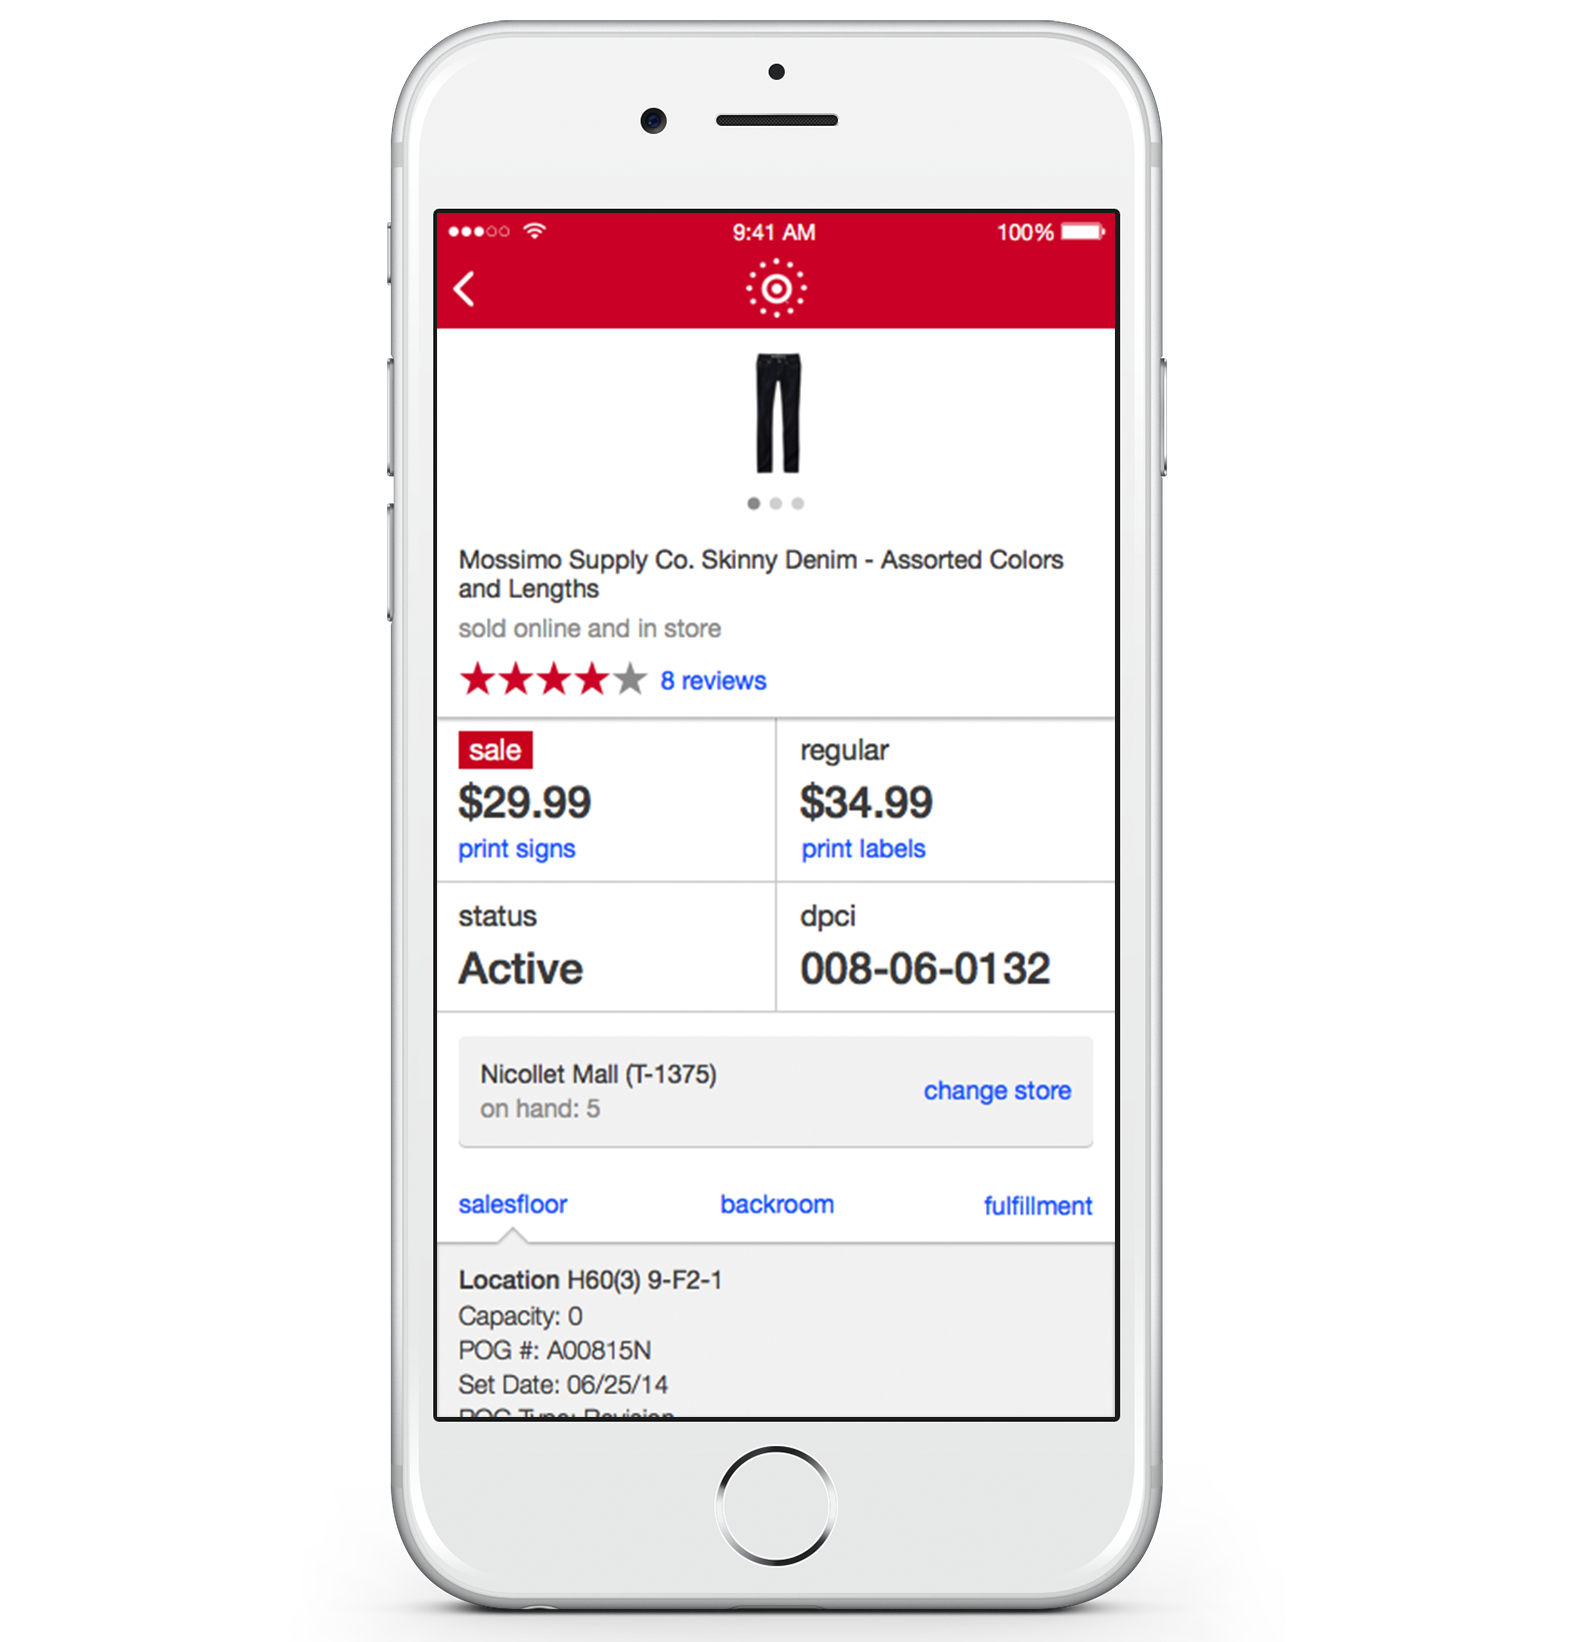 9:41 AM
100%
Mossimo Supply Co. Skinny Denim - Assorted Colors
and Lengths
sold online and in store
8 reviews
sale
$29.99
print signs
regular
$34.99
print labels
status
Active
dpci
008-06-0132
Nicollet Mall (T-1375)
on hand: 5
change store
salesfloor
backroom
fulfillment
Location H60(3) 9-F2-1
Capacity: 0
POG #: A00815N
Set Date: 06/25/14
POG Type: Revision